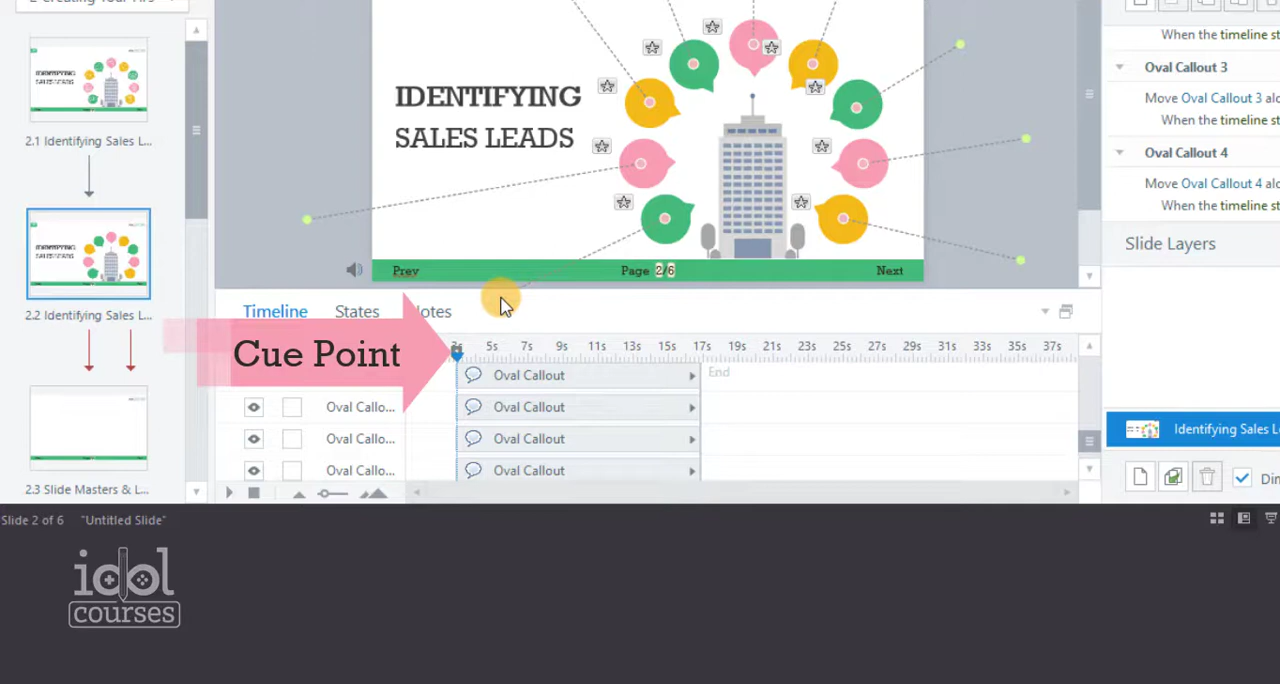 2.1 Identifying Sales L...
2.2 Identifying Sales L...
2.3 Slide Masters & L...
IDENTIFYING
SALES LEADS
Prev
Page 2/6
Next
When the timeline st
Oval Callout 3
Move Oval Callout 3 alo
When the timeline st
Oval Callout 4
Move Oval Callout 4 alo
When the timeline st
Slide Layers
Identifying Sales Le
Dim
Timeline
States
otes
Cue Point
5s 7s 9s 11s 13s 15s 17s 19s 21s 23s 25s 27s 29s 31s 33s 35s 37s
Oval Callout
End
Oval Callo...
Oval Callout
Oval Callo...
Oval Callout
Oval Callo...
Oval Callout
Slide 2 of 6
"Untitled Slide"
idol
courses